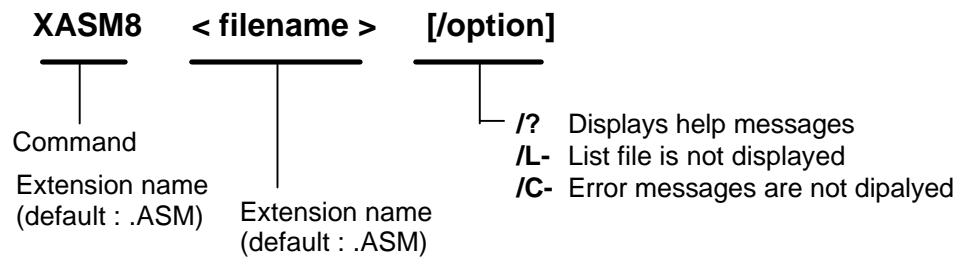 XASM8 < filename > [/option]
Command
Extension name
(default : .ASM)
Extension name
(default : .ASM)
/? Displays help messages
/L- List file is not displayed
/C- Error messages are not dipalyed